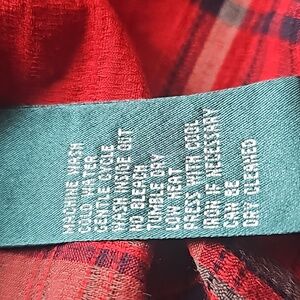 MACHINE WASH
COLD WATER
GENTLE CYCLE
WASH INSIDE OUT
NO BLEACH
TUMBLE DRY
LOW HEAT
PRESS WITH COOL
IRON IF NECESSARY
CAN BE
DRY CLEANED